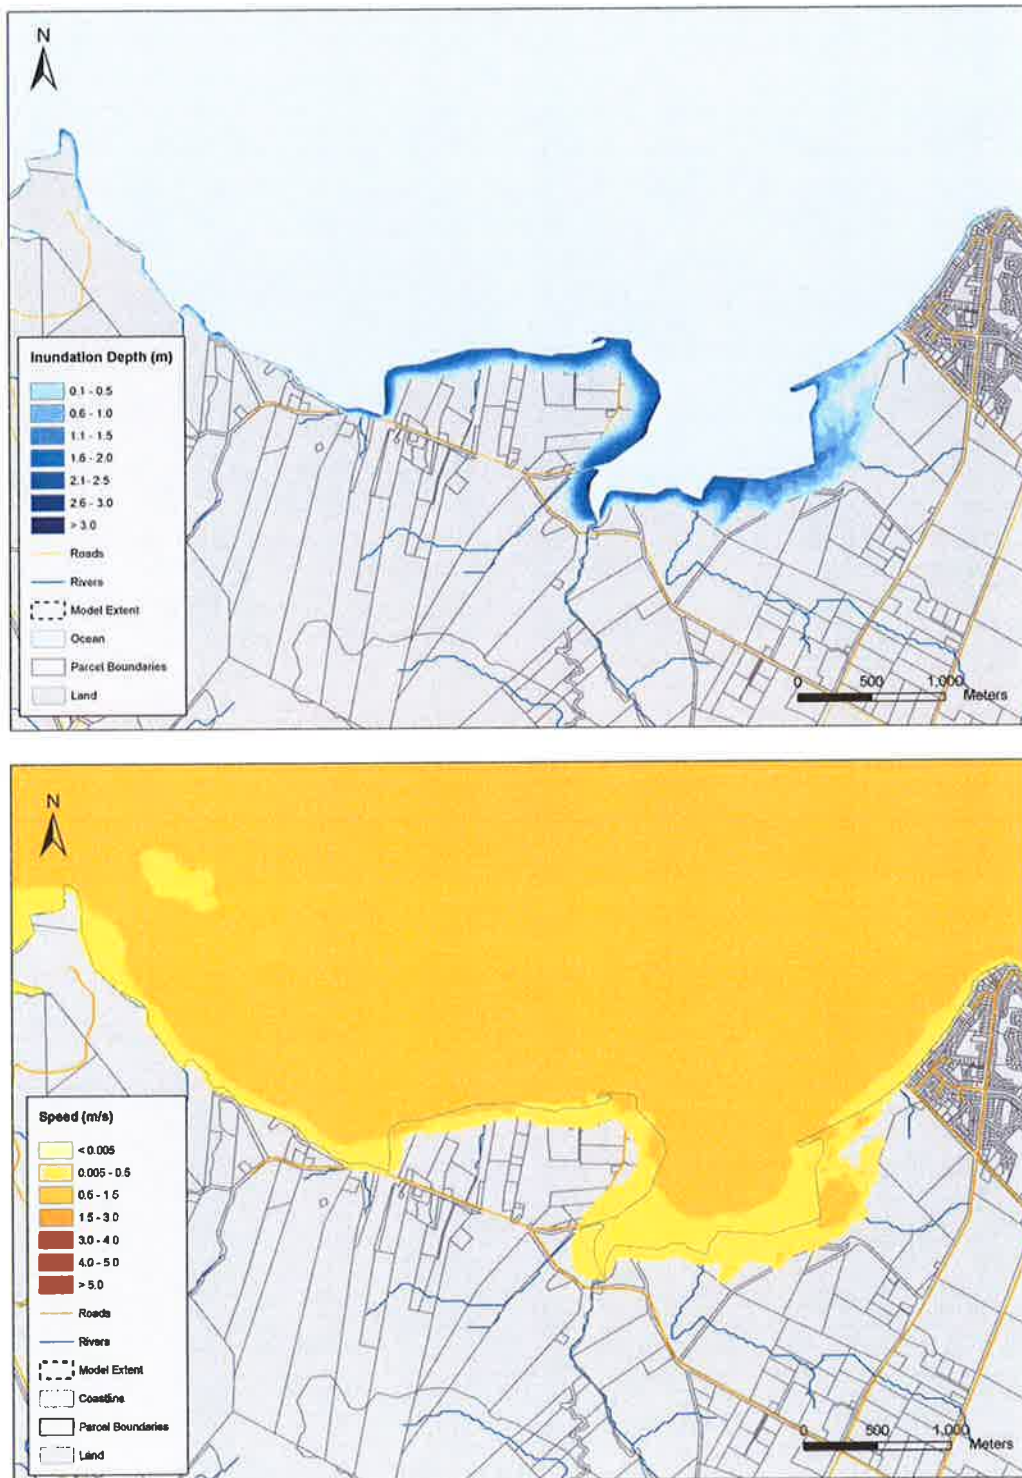 N
Inundation Depth (m)
0.1 - 0.5
0.6 - 1.0
1.1 - 1.5
1.6 - 2.0
2.1 - 2.5
2.6 - 3.0
> 3.0
Roads
Rivers
Model Extent
Ocean
Parcel Boundaries
Land
0 500 1,000
Meters
N
Speed (m/s)
< 0.005
0.005 - 0.5
0.6 - 1.5
1.5 - 3.0
3.0 - 4.0
4.0 - 5.0
> 5.0
Roads
Rivers
Model Extent
Coastline
Parcel Boundaries
Land
0 500 1,000
Meters